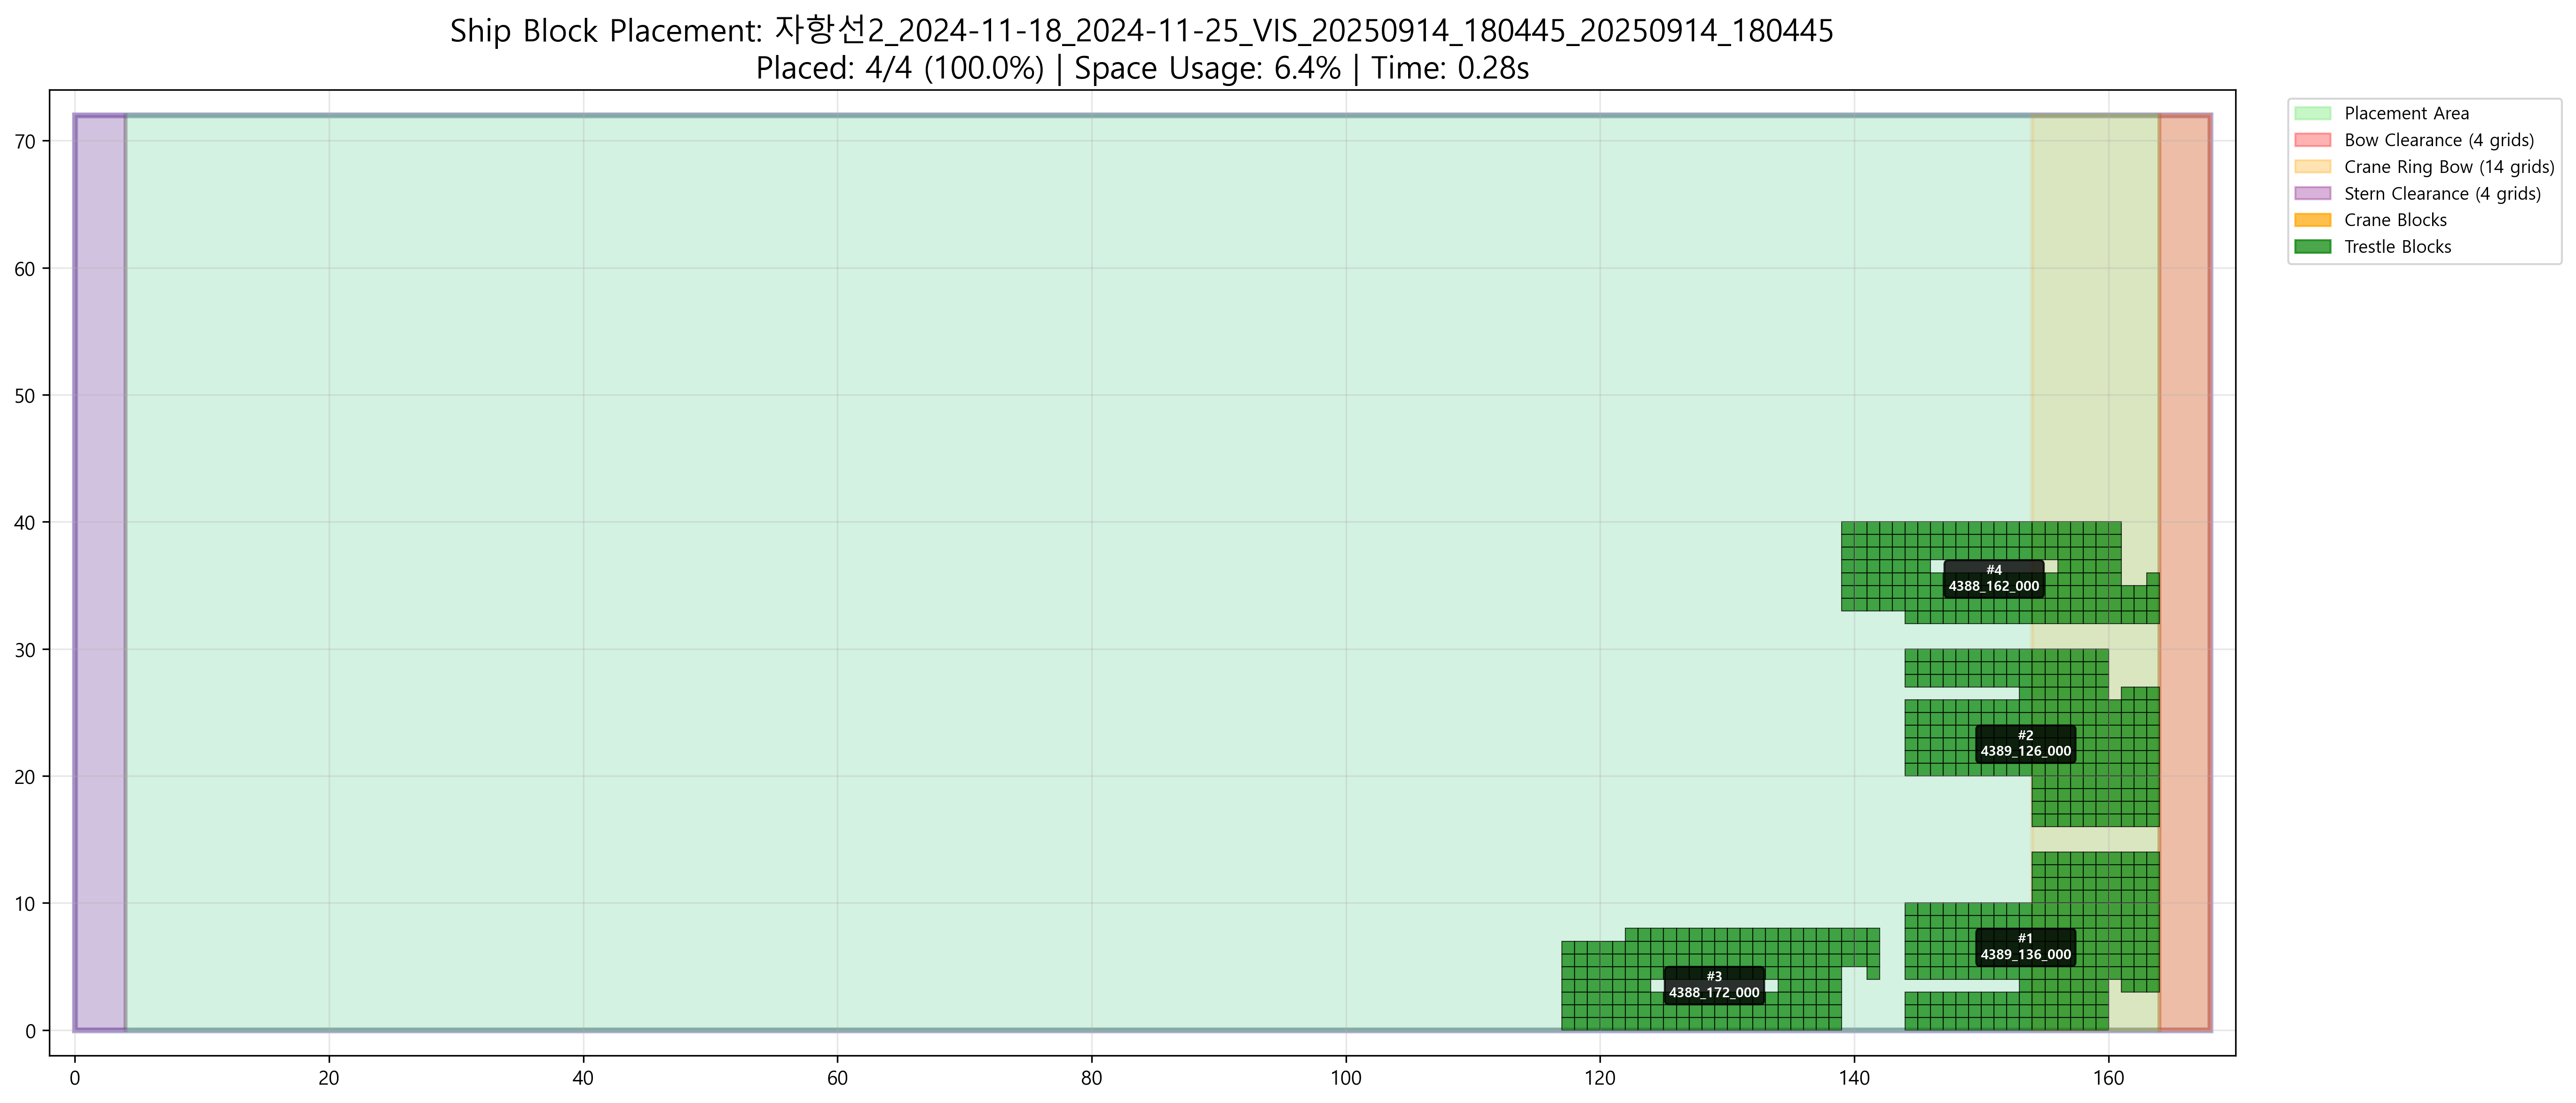 Ship Block Placement: 자항선2_2024-11-18_2024-11-25_VIS_20250914_180445_20250914_180445
Placed: 4/4 (100.0%) | Space Usage: 6.4% | Time: 0.28s
70
60
50
40
30
20
10
0
0 20 40 60 80 100 120 140 160
#4
4388_162_000
#2
4389_126_000
#1
4389_136_000
#3
4388_172_000
Placement Area
Bow Clearance (4 grids)
Crane Ring Bow (14 grids)
Stern Clearance (4 grids)
Crane Blocks
Trestle Blocks